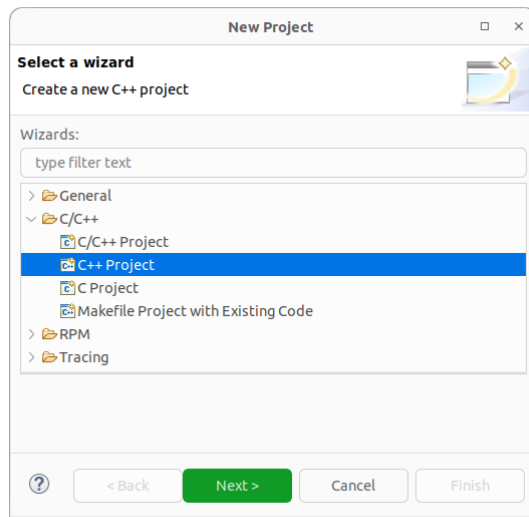 New Project
Select a wizard
Create a new C++ project
Wizards:
type filter text
General
C/C++
C/C++ Project
C++ Project
C Project
Makefile Project with Existing Code
RPM
Tracing
< Back Next > Cancel Finish